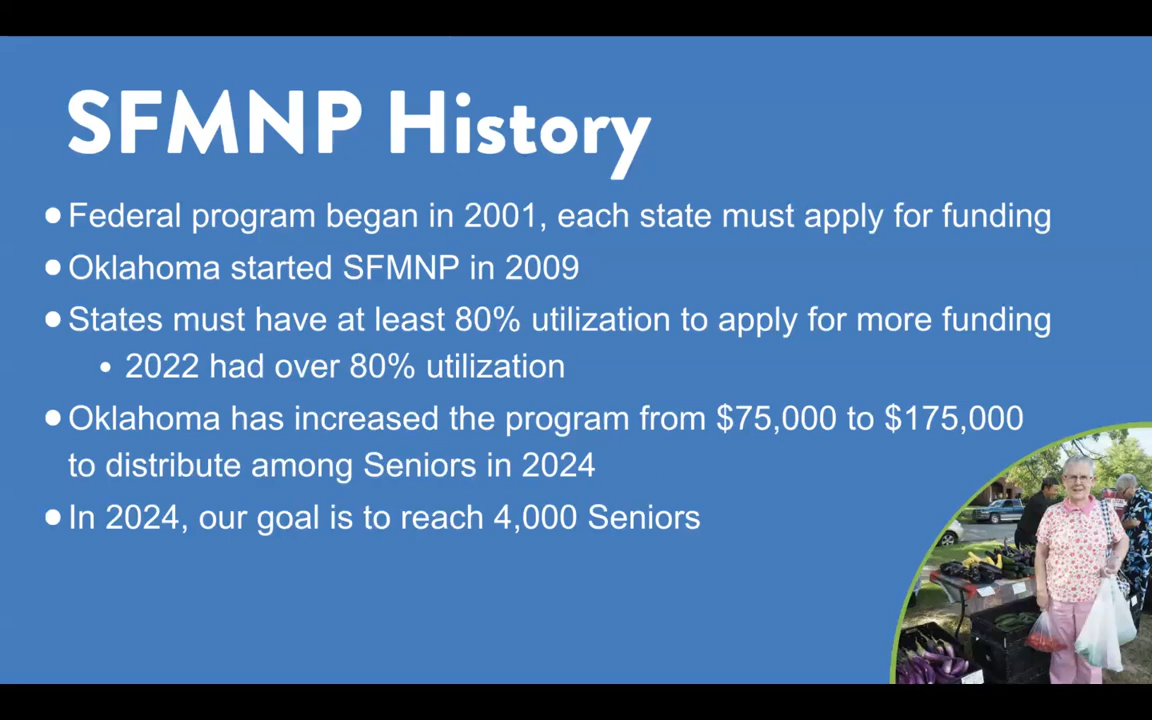 SFMNP History
● Federal program began in 2001, each state must apply for funding
● Oklahoma started SFMNP in 2009
● States must have at least 80% utilization to apply for more funding
• 2022 had over 80% utilization
● Oklahoma has increased the program from $75,000 to $175,000
to distribute among Seniors in 2024
● In 2024, our goal is to reach 4,000 Seniors